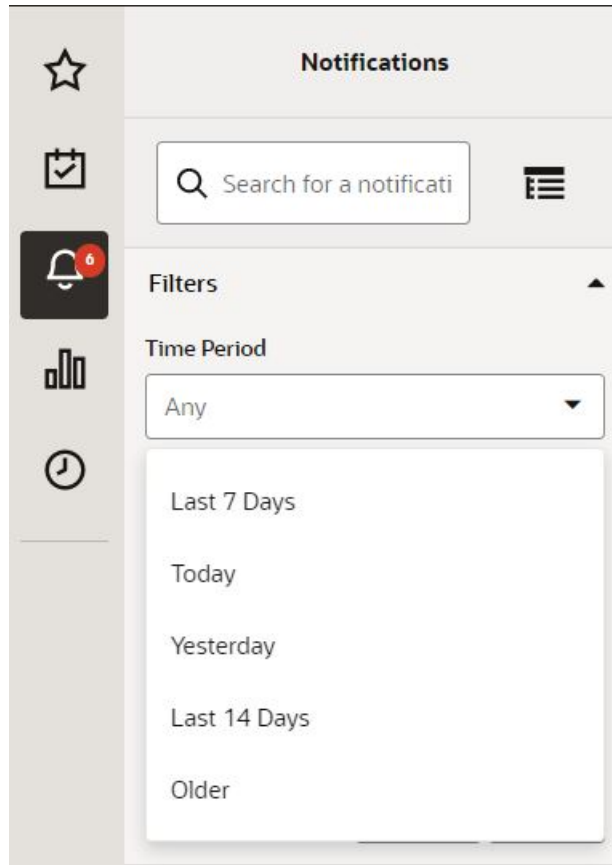 Notifications
Search for a notificati
6
Filters
Time Period
Any
Last 7 Days
Today
Yesterday
Last 14 Days
Older